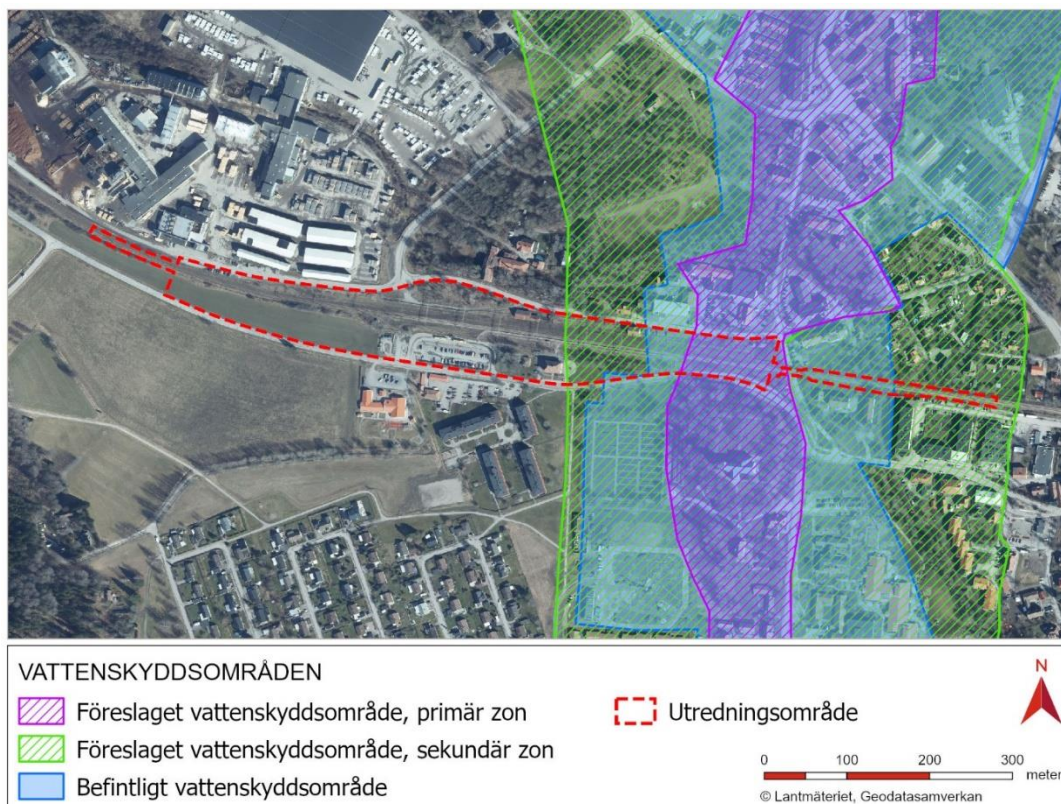 VATTENSKYDDSOMRÅDEN
Föreslaget vattenskyddsområde, primär zon
Föreslaget vattenskyddsområde, sekundär zon
Befintligt vattenskyddsområde
Utredningsområde
N
0 100 200 300
meter
© Lantmäteriet, Geodatasamverkan